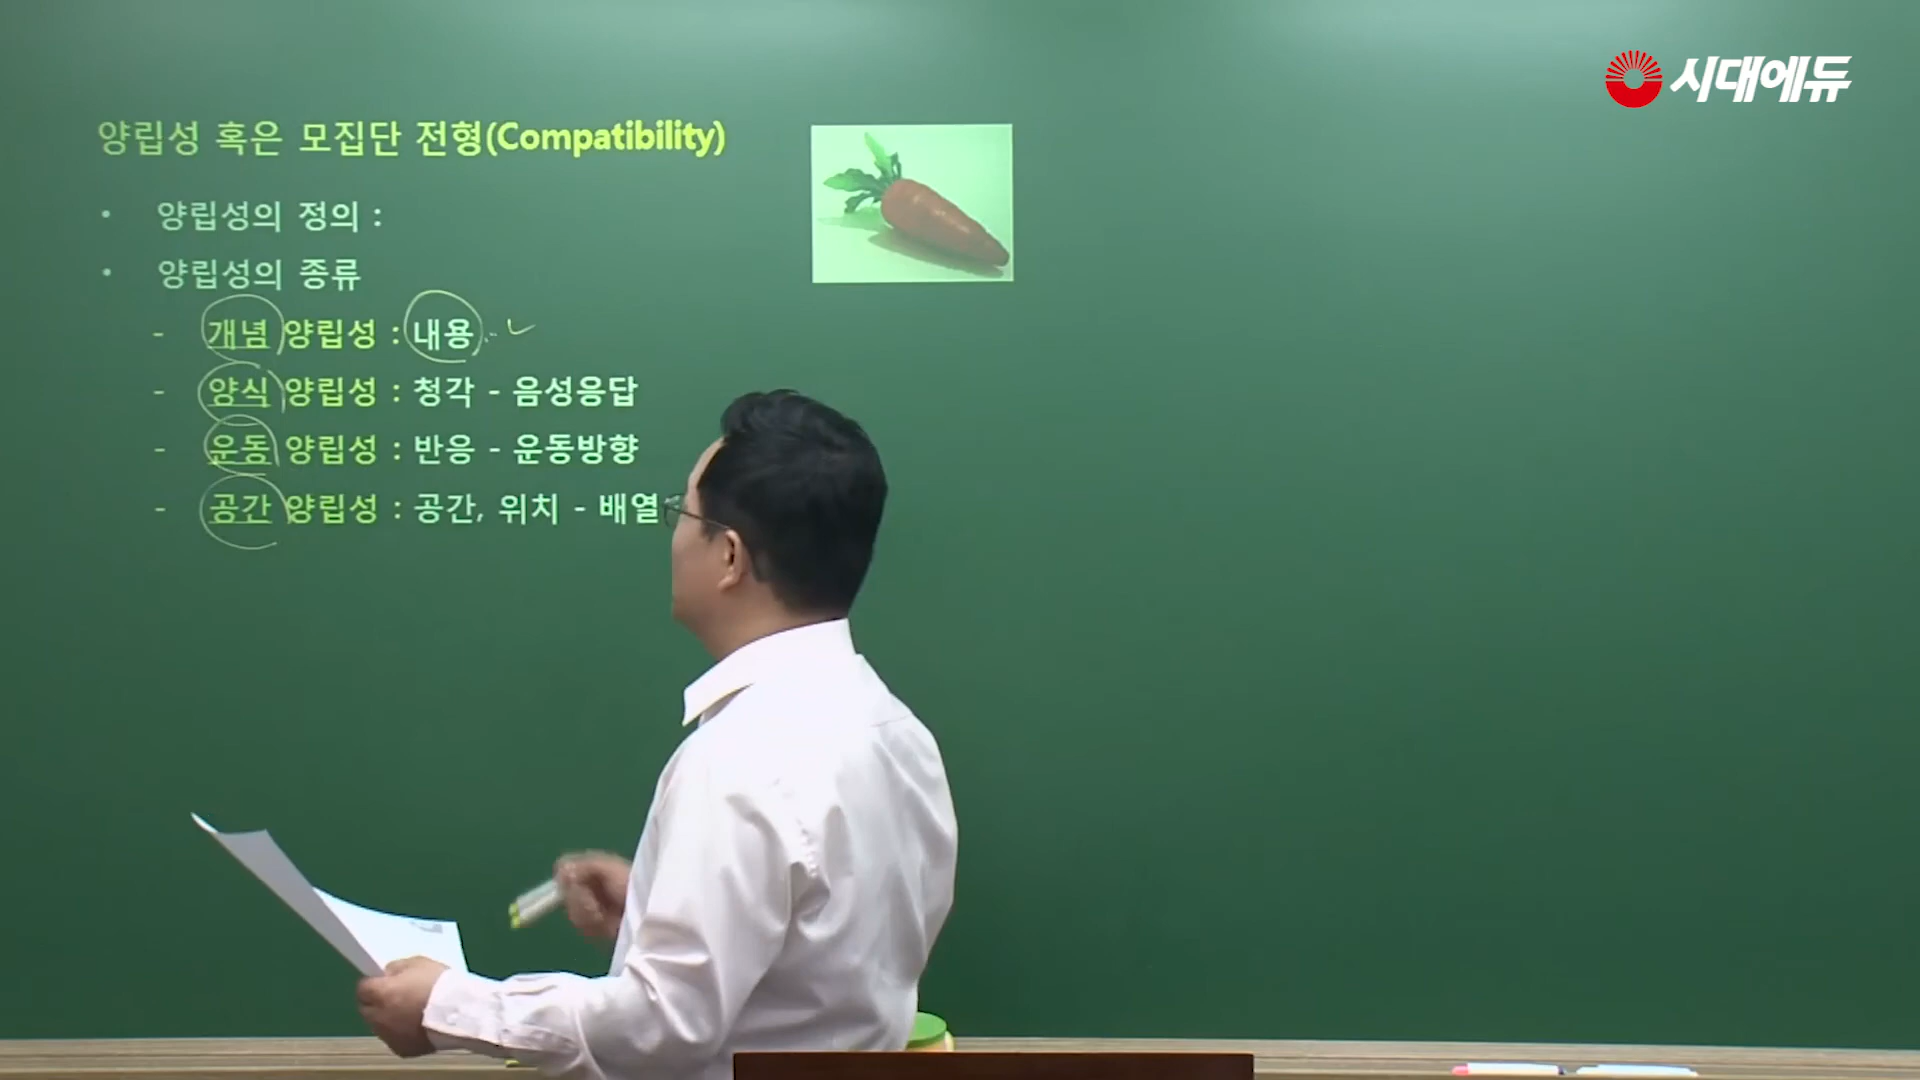 시대에듀
양립성 혹은 모집단 전형(Compatibility)
• 양립성의 정의 :
• 양립성의 종류
- 개념 양립성 : 내용
- 양식 양립성 : 청각 - 음성응답
- 운동 양립성 : 반응 - 운동방향
- 공간 양립성 : 공간, 위치 - 배열